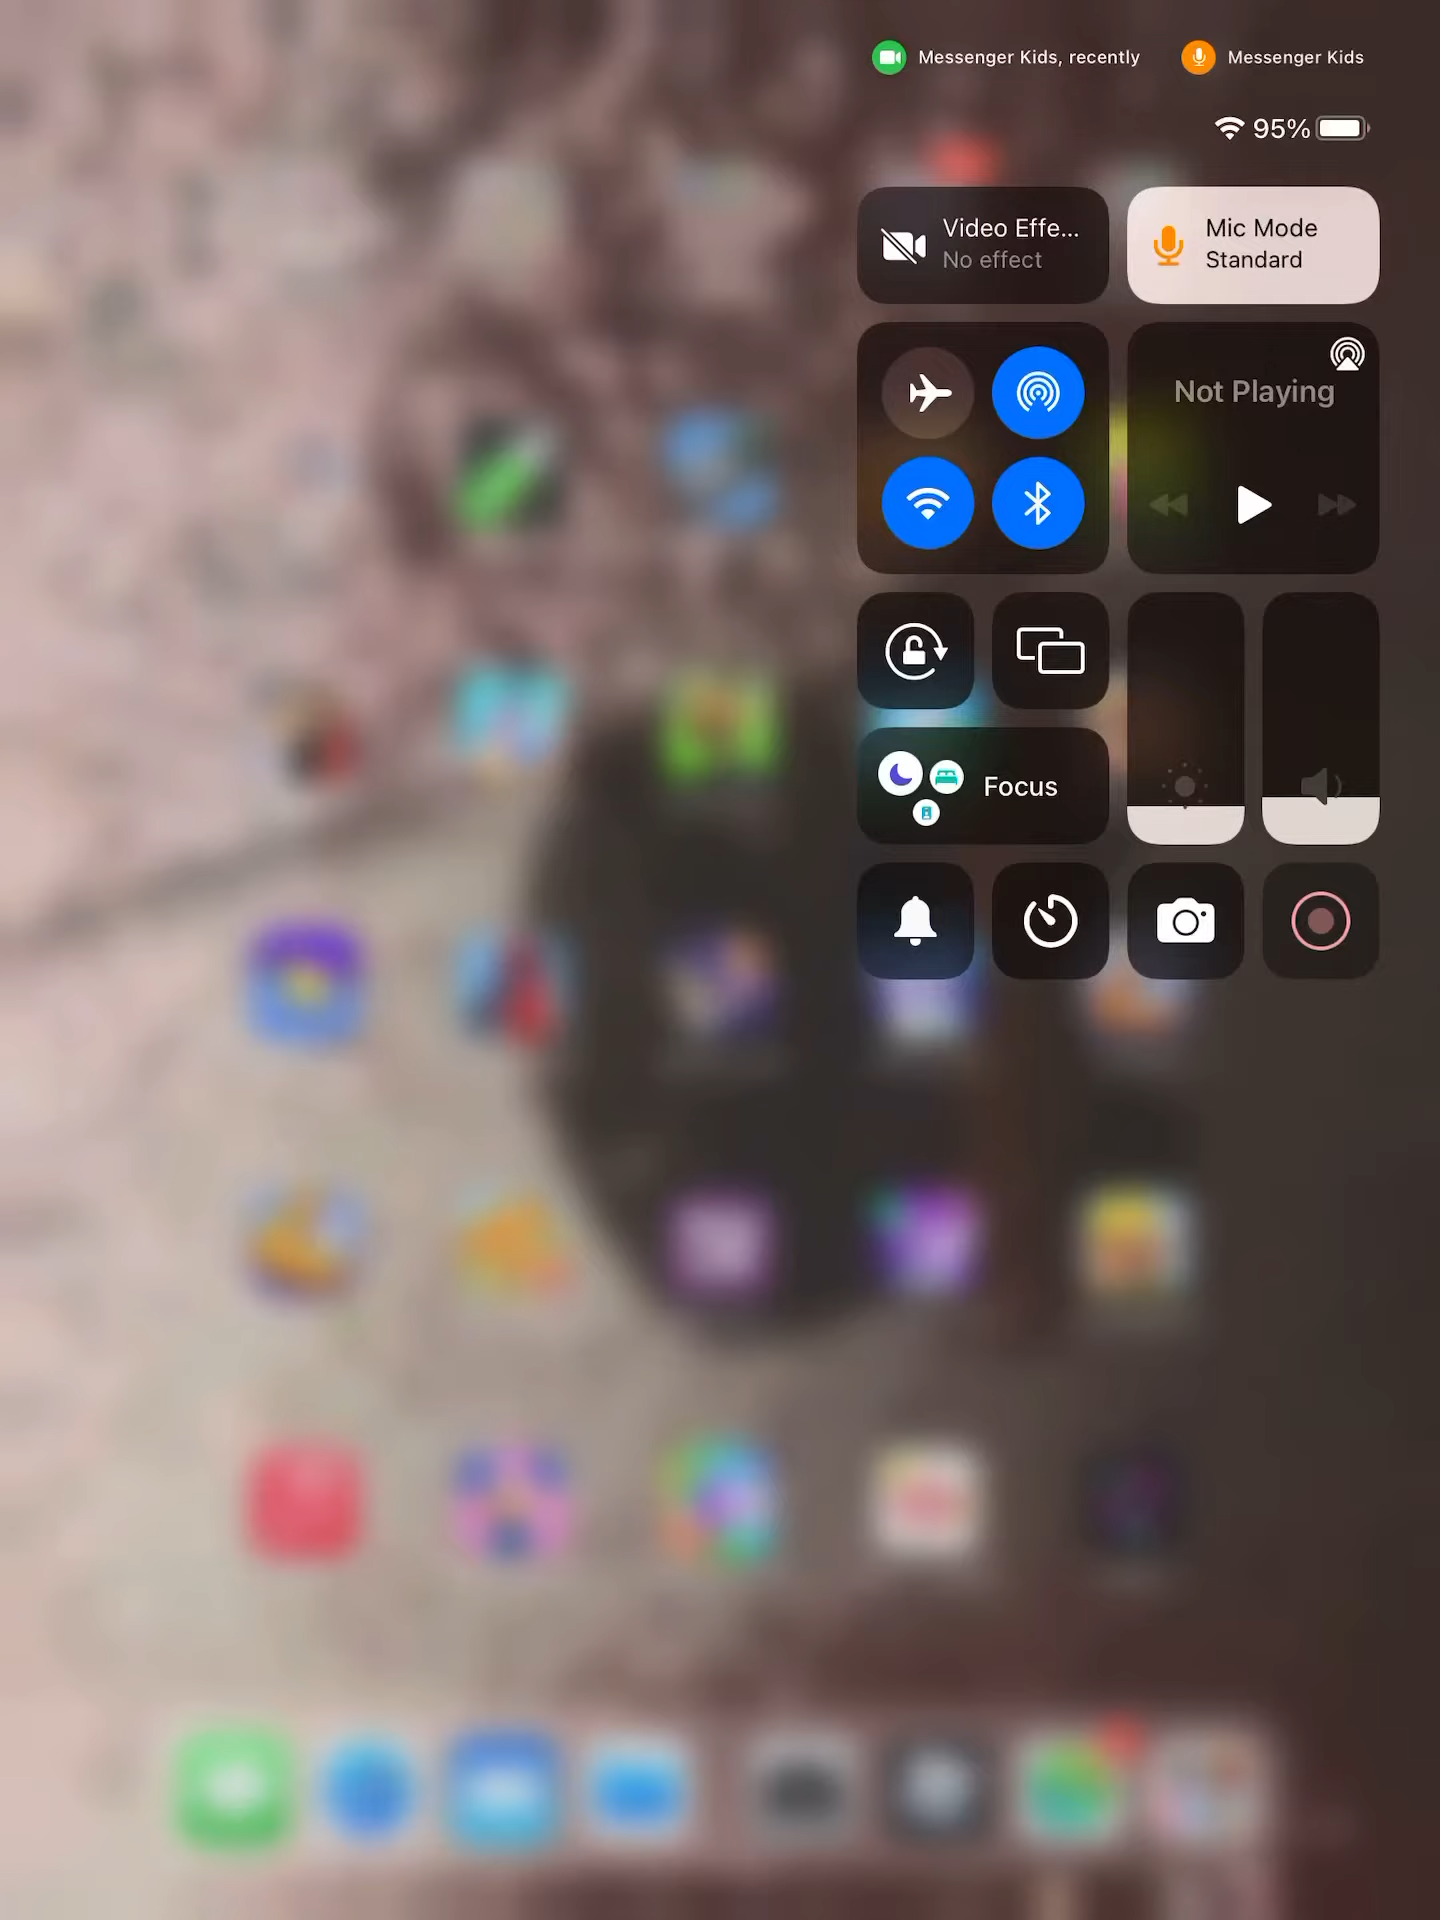 Messenger Kids, recently
Messenger Kids
95%
Video Effe...
No effect
Mic Mode
Standard
Not Playing
Focus